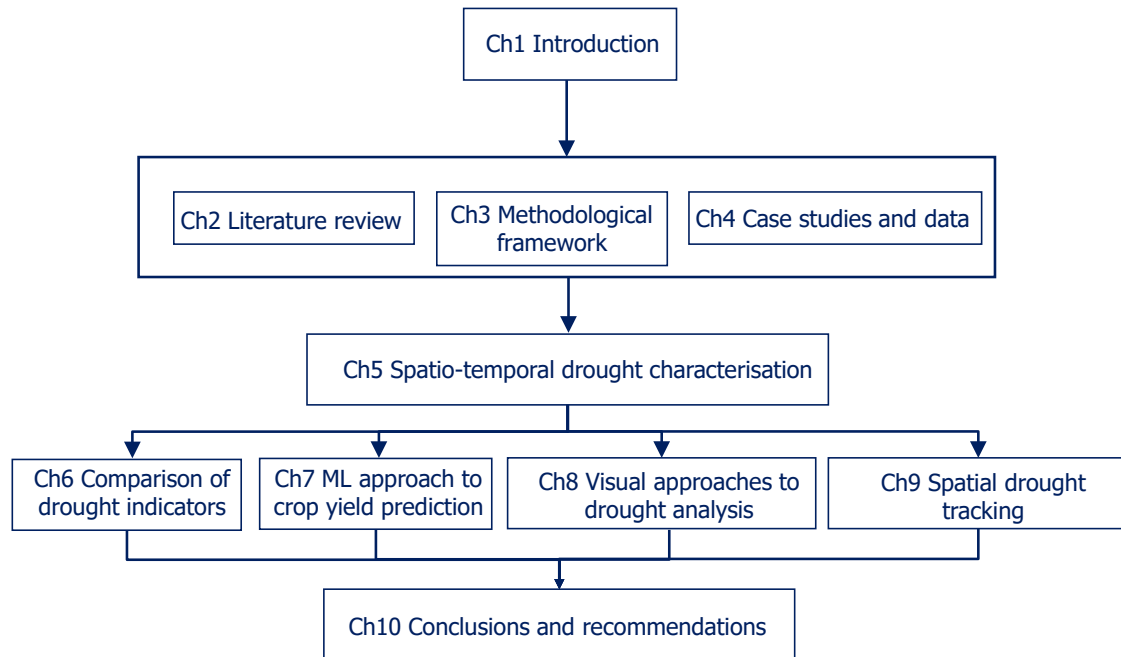 Ch1 Introduction
Ch2 Literature review
Ch3 Methodological
framework
Ch4 Case studies and data
Ch5 Spatio-temporal drought characterisation
Ch6 Comparison of
drought indicators
Ch7 ML approach to
crop yield prediction
Ch8 Visual approaches to
drought analysis
Ch9 Spatial drought
tracking
Ch10 Conclusions and recommendations